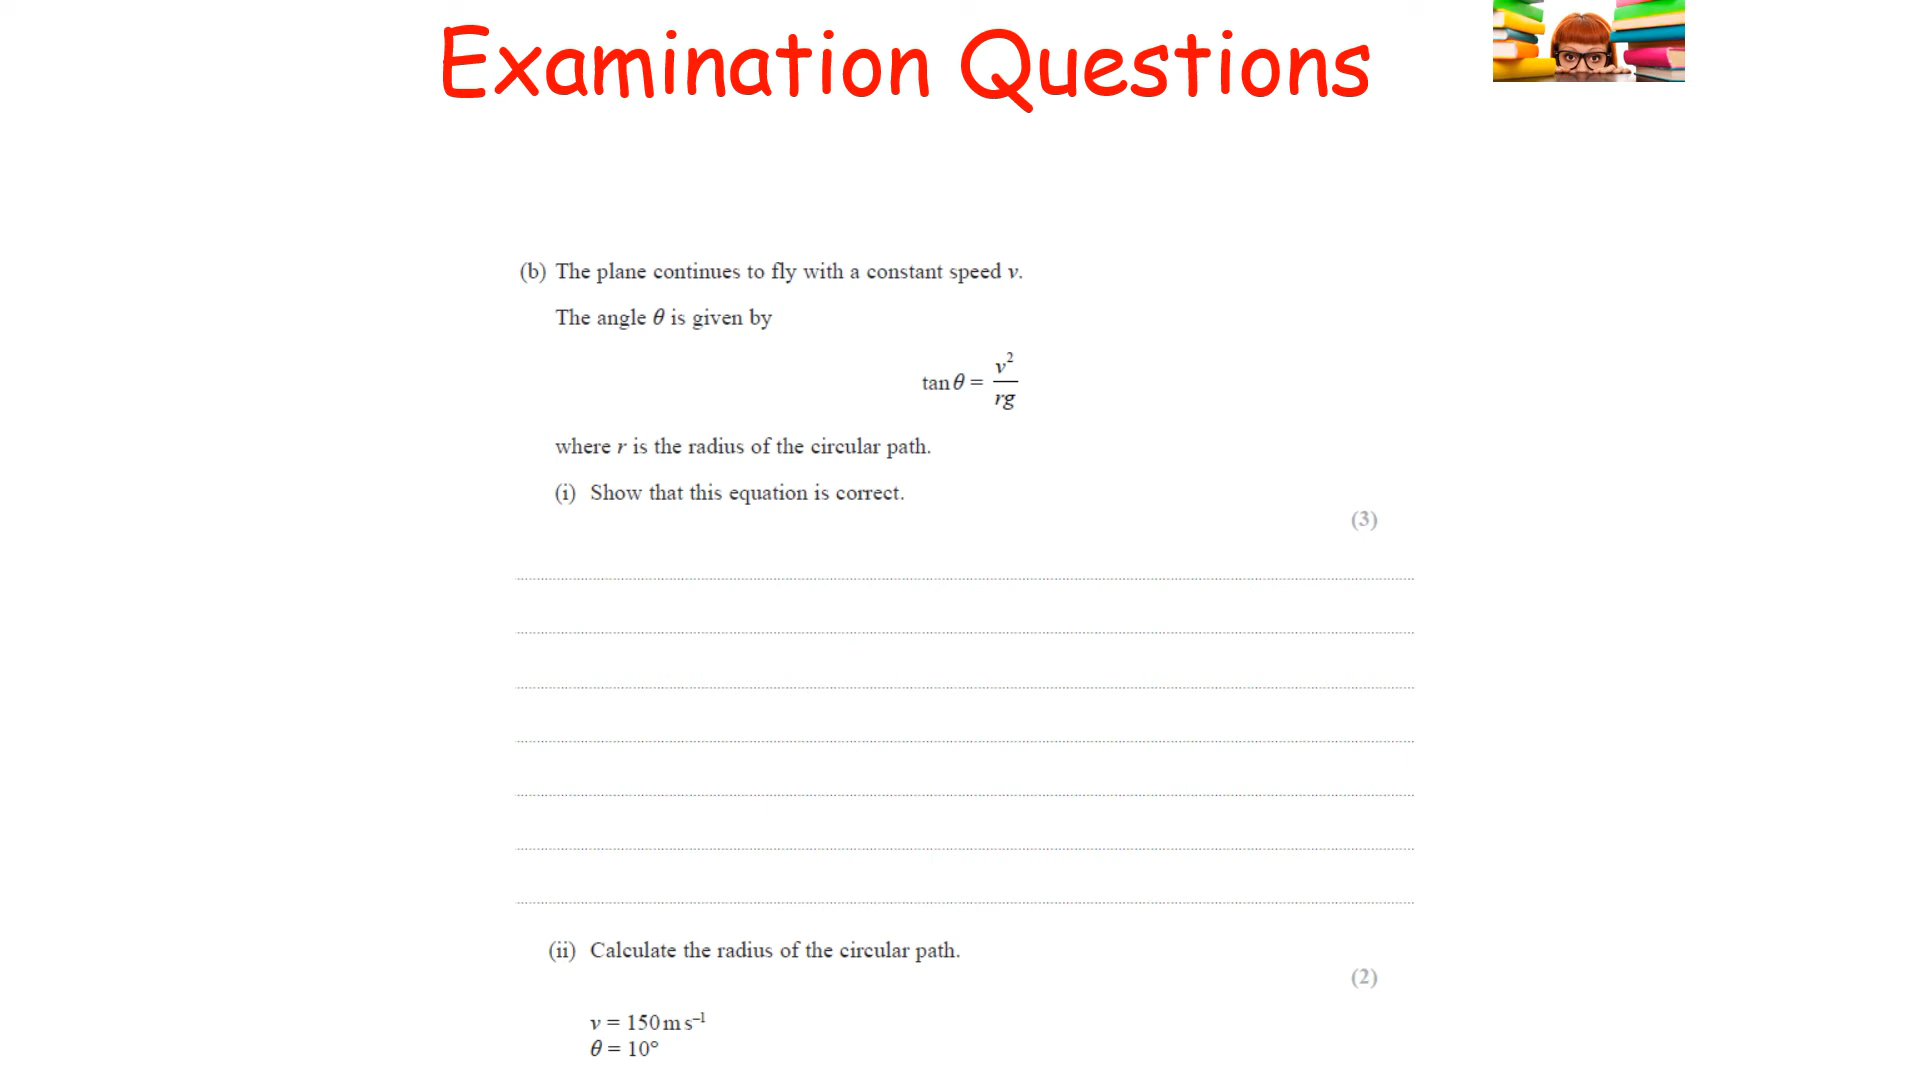 Examination Questions
(b) The plane continues to fly with a constant speed v.
The angle θ is given by
tan θ = v²/rg
where r is the radius of the circular path.
(i) Show that this equation is correct.
(3)
(ii) Calculate the radius of the circular path.
(2)
v = 150 m s⁻¹
θ = 10°